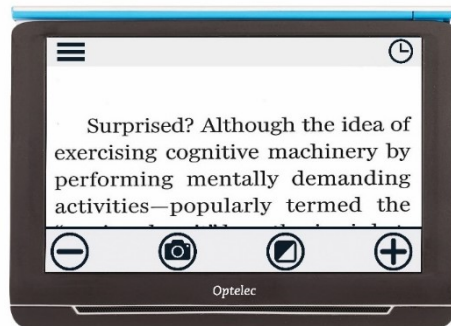 Surprised? Although the idea of
exercising cognitive machinery by
performing mentally demanding
activities—popularly termed the
Optelec